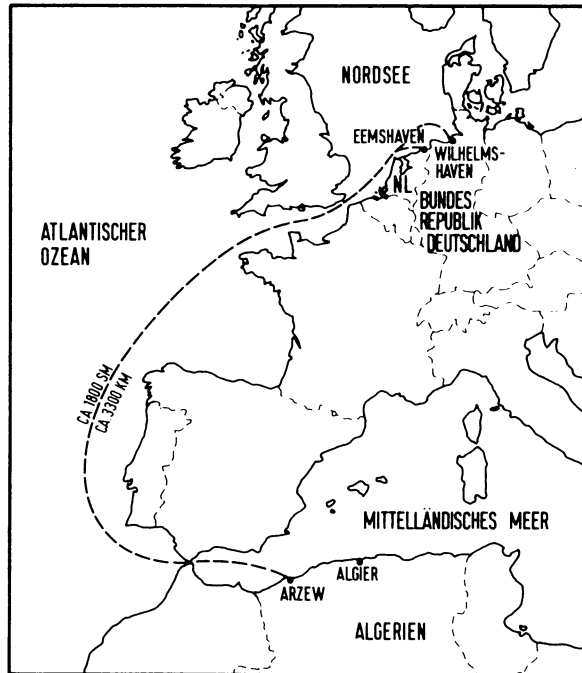 NORDSEE
EEMSHAVEN
WILHELMS-
HAVEN
NL
BUNDES
REPUBLIK
DEUTSCHLAND
ATLANTISCHER
OZEAN
CA.1800 SM
CA.3300 KM
MITTELLÄNDISCHES MEER
ALGIER
ARZEW
ALGERIEN